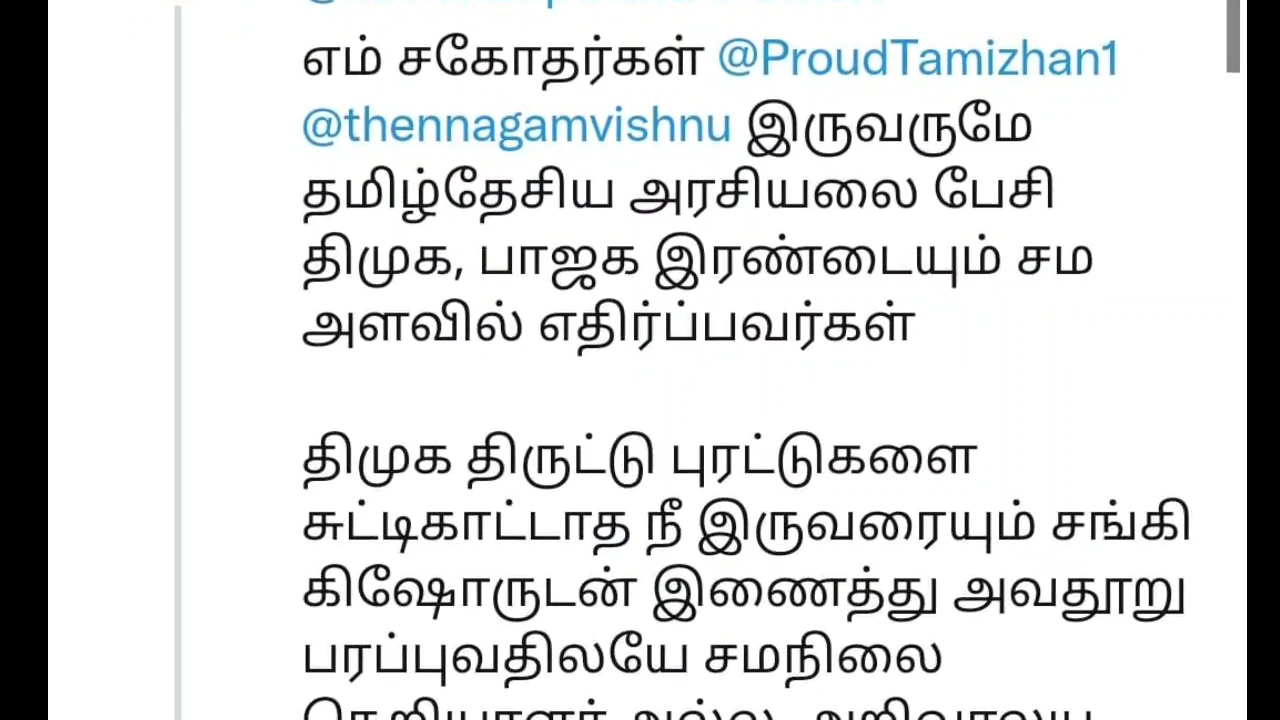 எம் சகோதர்கள் @ProudTamizhan1
@thennagamvishnu இருவருமே
தமிழ்தேசிய அரசியலை பேசி
திமுக, பாஜக இரண்டையும் சம
அளவில் எதிர்ப்பவர்கள்
திமுக திருட்டு புரட்டுகளை
சுட்டிகாட்டாத நீ இருவரையும் சங்கி
கிஷோருடன் இணைத்து அவதூறு
பரப்புவதிலயே சமநிலை